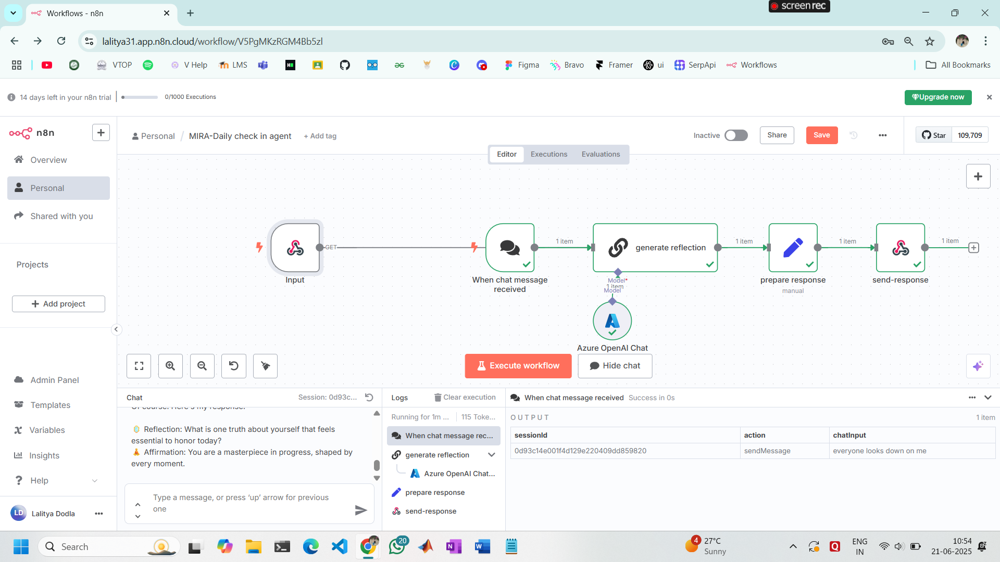 screen rec
Workflows - n8n
lalitya31.app.n8n.cloud/workflow/V5PgMKzRGM4Bb5zl
VTOP
V Help
LMS
Figma
Bravo
Framer
ui
SerpApi
Workflows
All Bookmarks
14 days left in your n8n trial
0/1000 Executions
Upgrade now
n8n
Personal / MIRA-Daily check in agent
+ Add tag
Inactive
Share
Save
Star
109,709
Editor
Executions
Evaluations
Overview
Personal
Shared with you
Projects
Add project
Admin Panel
Templates
Variables
Insights
Help
LD
Lalitya Dodla
Input
GET
When chat message
received
1 item
generate reflection
Model*
1 item
Model
Azure OpenAI Chat
1 item
prepare response
manual
1 item
send-response
1 item
Execute workflow
Hide chat
Chat
Session: 0d93c...
Of course. Here's my response:
Reflection: What is one truth about yourself that feels
essential to honor today?
Affirmation: You are a masterpiece in progress, shaped by
every moment.
Type a message, or press ‘up’ arrow for previous
one
Logs
Clear execution
Running for 1m ...
115 Toke...
When chat message rec...
generate reflection
Azure OpenAI Chat...
prepare response
send-response
When chat message received
Success in 0s
OUTPUT
1 item
sessionId
action
chatInput
0d93c14e001f4d129e220409dd859820
sendMessage
everyone looks down on me
Search
20
4
27°C
Sunny
ENG
IN
10:54
21-06-2025